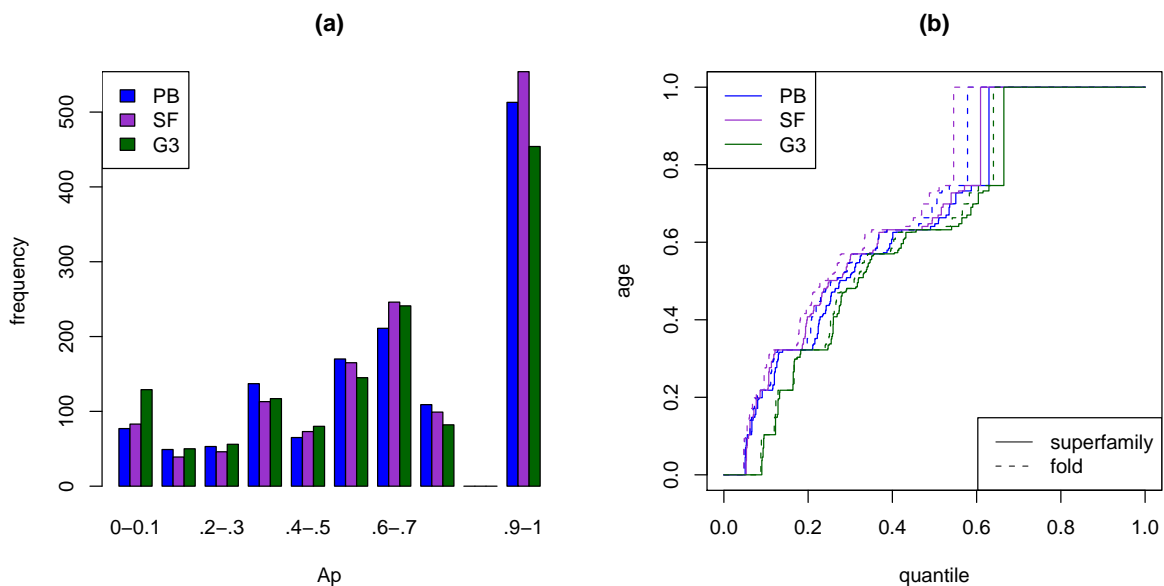 (a)
PB
SF
G3
frequency
0
100
200
300
400
500
0–0.1
.2–.3
.4–.5
.6–.7
.9–1
Ap
(b)
PB
SF
G3
age
0.0
0.2
0.4
0.6
0.8
1.0
superfamily
fold
0.0
0.2
0.4
0.6
0.8
1.0
quantile